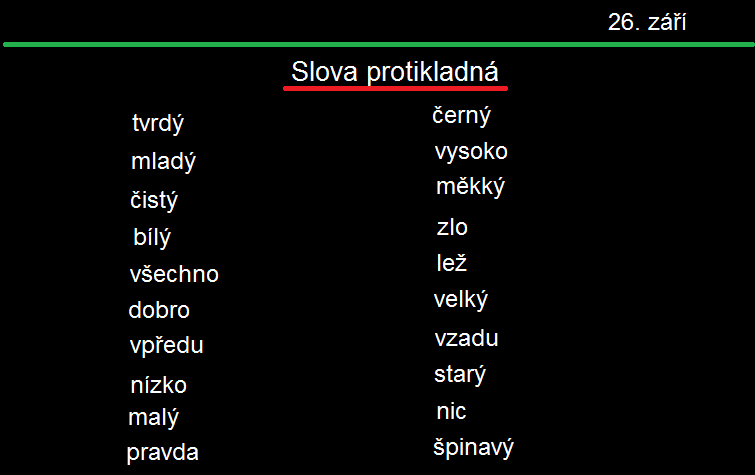 26. září
Slova protikladná
tvrdý
mladý
čistý
bílý
všechno
dobro
vpředu
nízko
malý
pravda
černý
vysoko
měkký
zlo
lež
velký
vzadu
starý
nic
špinavý